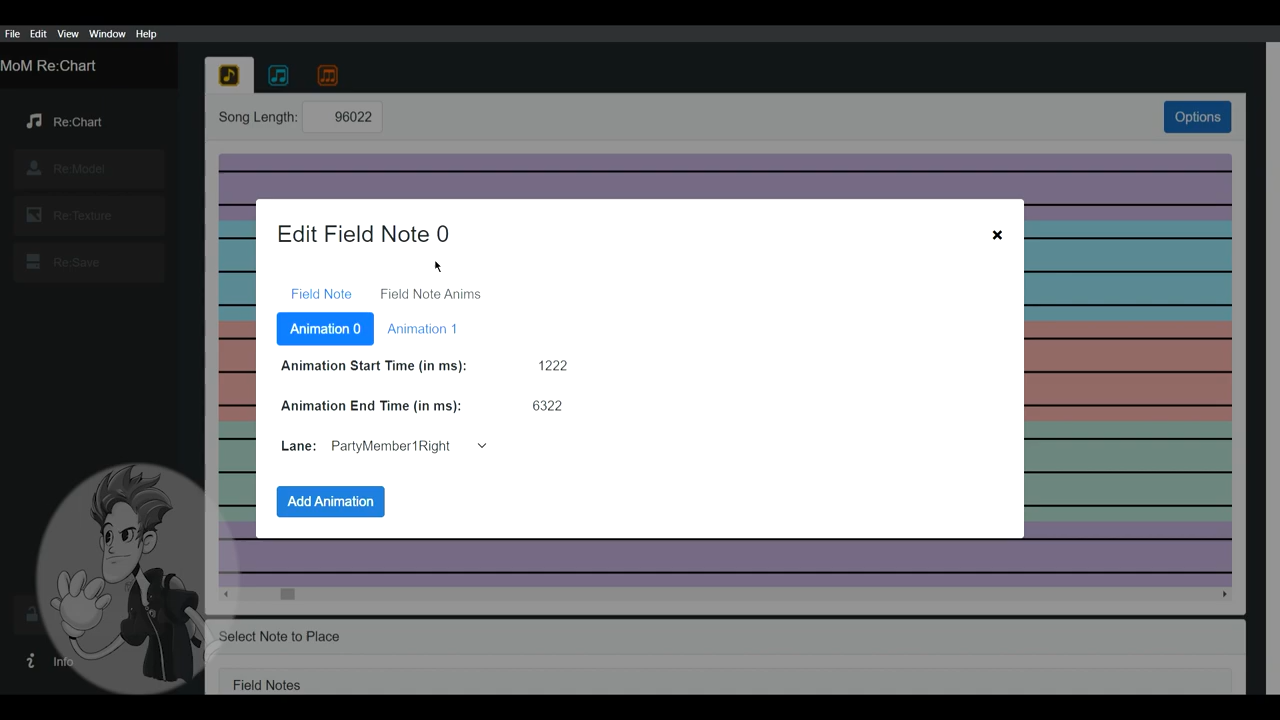 File Edit View Window Help
MoM Re:Chart
Re:Chart
Re:Model
Re:Texture
Re:Save
Info
Song Length: 96022
Options
Edit Field Note 0
Field Note Field Note Anims
Animation 0 Animation 1
Animation Start Time (in ms): 1222
Animation End Time (in ms): 6322
Lane: PartyMember1Right
Add Animation
Select Note to Place
Field Notes